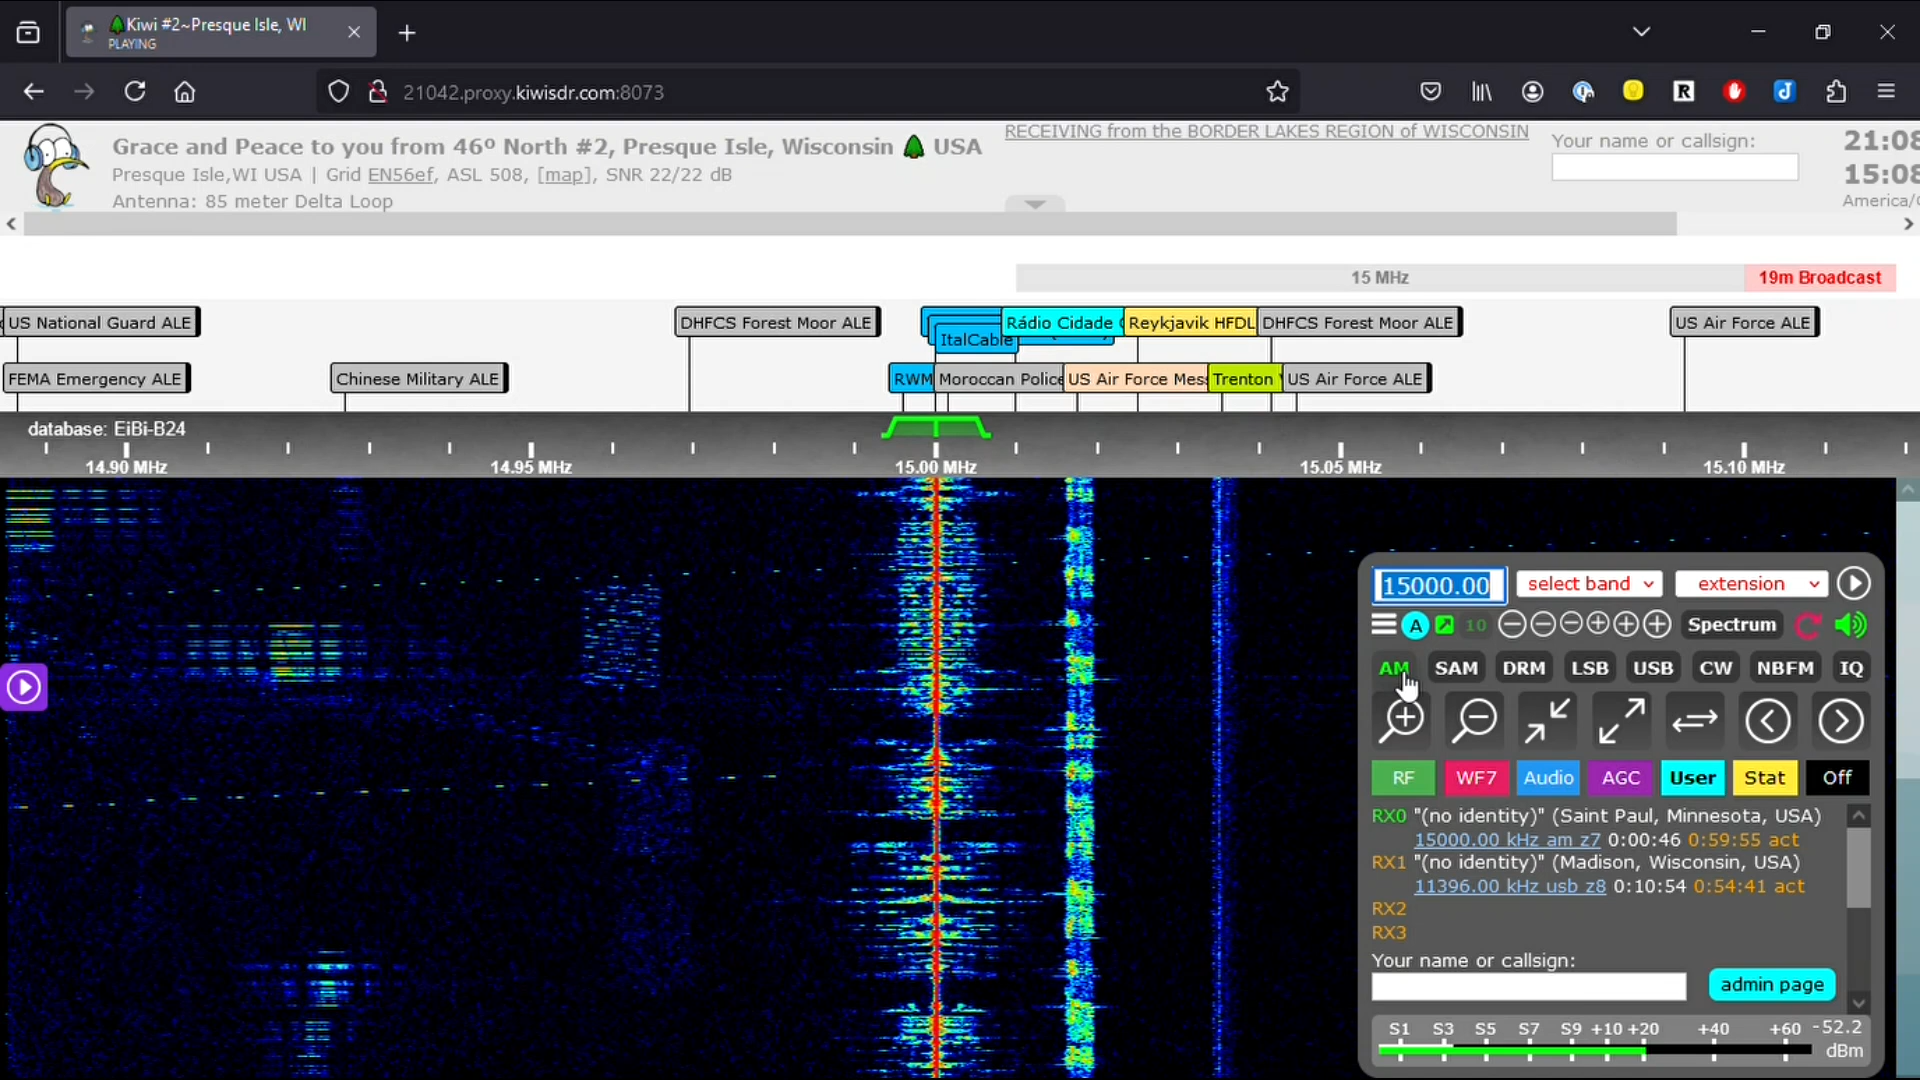 Kiwi #2~Presque Isle, WI
PLAYING
21042.proxy.kiwisdr.com:8073
Grace and Peace to you from 46º North #2, Presque Isle, Wisconsin USA
Presque Isle,WI USA | Grid EN56ef, ASL 508, [map], SNR 22/22 dB
Antenna: 85 meter Delta Loop
RECEIVING from the BORDER LAKES REGION of WISCONSIN
Your name or callsign:
21:08
15:08
America/
15 MHz
19m Broadcast
US National Guard ALE
DHFCS Forest Moor ALE
ItalCable
Rádio Cidade
Reykjavik HFDL
DHFCS Forest Moor ALE
US Air Force ALE
FEMA Emergency ALE
Chinese Military ALE
RWM
Moroccan Police
US Air Force Mes
Trenton
US Air Force ALE
database: EiBi-B24
14.90 MHz
14.95 MHz
15.00 MHz
15.05 MHz
15.10 MHz
15000.00
select band
extension
A
10
Spectrum
AM SAM DRM LSB USB CW NBFM IQ
RF WF7 Audio AGC User Stat Off
RX0 "(no identity)" (Saint Paul, Minnesota, USA)
15000.00 kHz am z7 0:00:46 0:59:55 act
RX1 "(no identity)" (Madison, Wisconsin, USA)
11396.00 kHz usb z8 0:10:54 0:54:41 act
RX2
RX3
Your name or callsign:
admin page
S1 S3 S5 S7 S9 +10 +20 +40 +60 -52.2
dBm